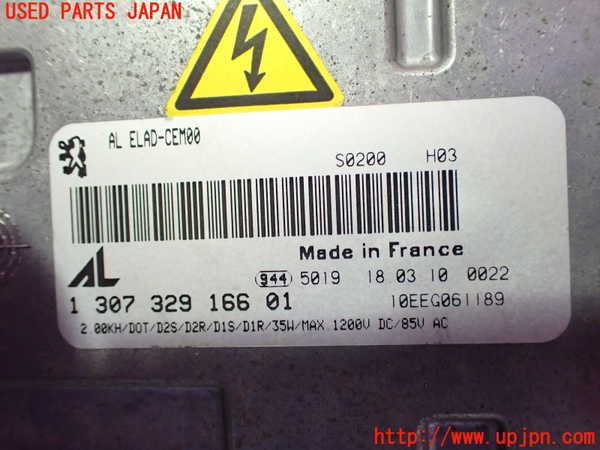 USED PARTS JAPAN
AL ELAD-CEM00
S0200 H03
Made in France
AL
944 5019 18 03 10 0022
1 307 329 166 01
10EEG061189
2.00KH/DOT/D2S/D2R/D1S/D1R/35W/MAX.1200V DC/85V AC
http://www.upjpn.com/